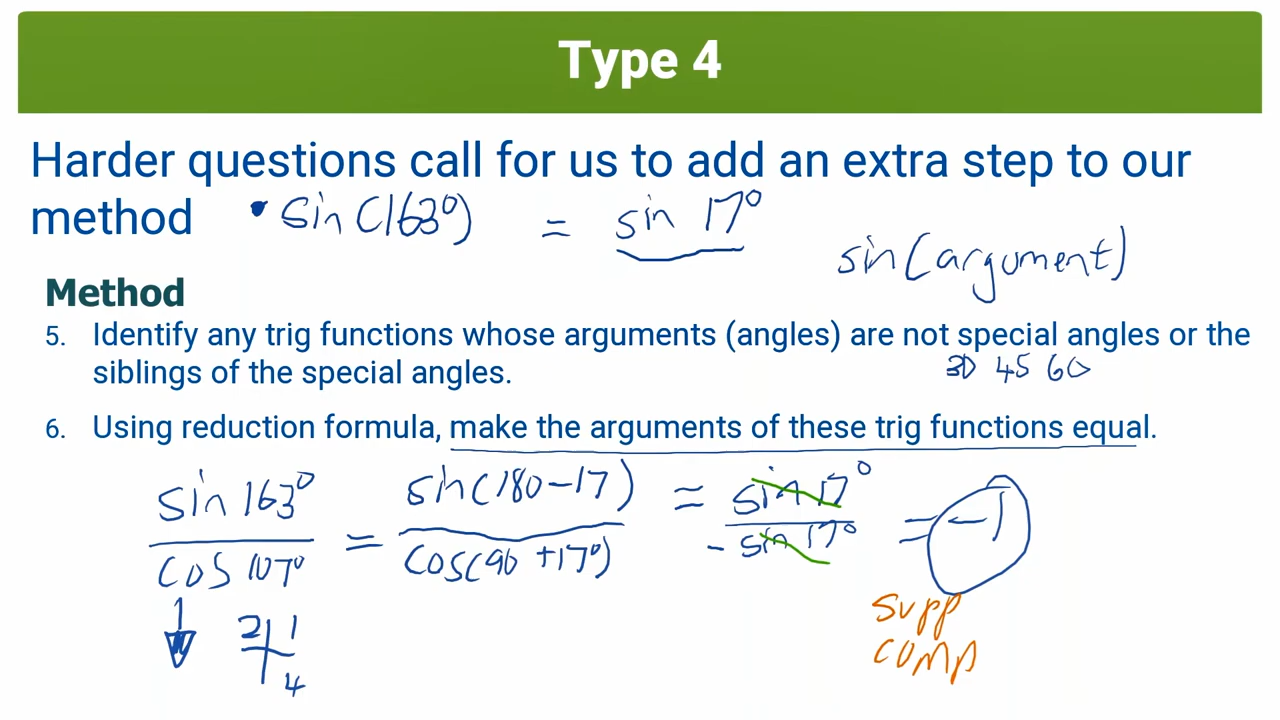 Type 4
Harder questions call for us to add an extra step to our
method • sin(163°) = sin 17°
sin(argument)
Method
5. Identify any trig functions whose arguments (angles) are not special angles or the
siblings of the special angles.
30 45 60
6. Using reduction formula, make the arguments of these trig functions equal.
sin 163° / cos 107° = sin(180-17) / cos(90 +17°) = sin 17° / - sin 17° = -1
2 1
4
supp
comp